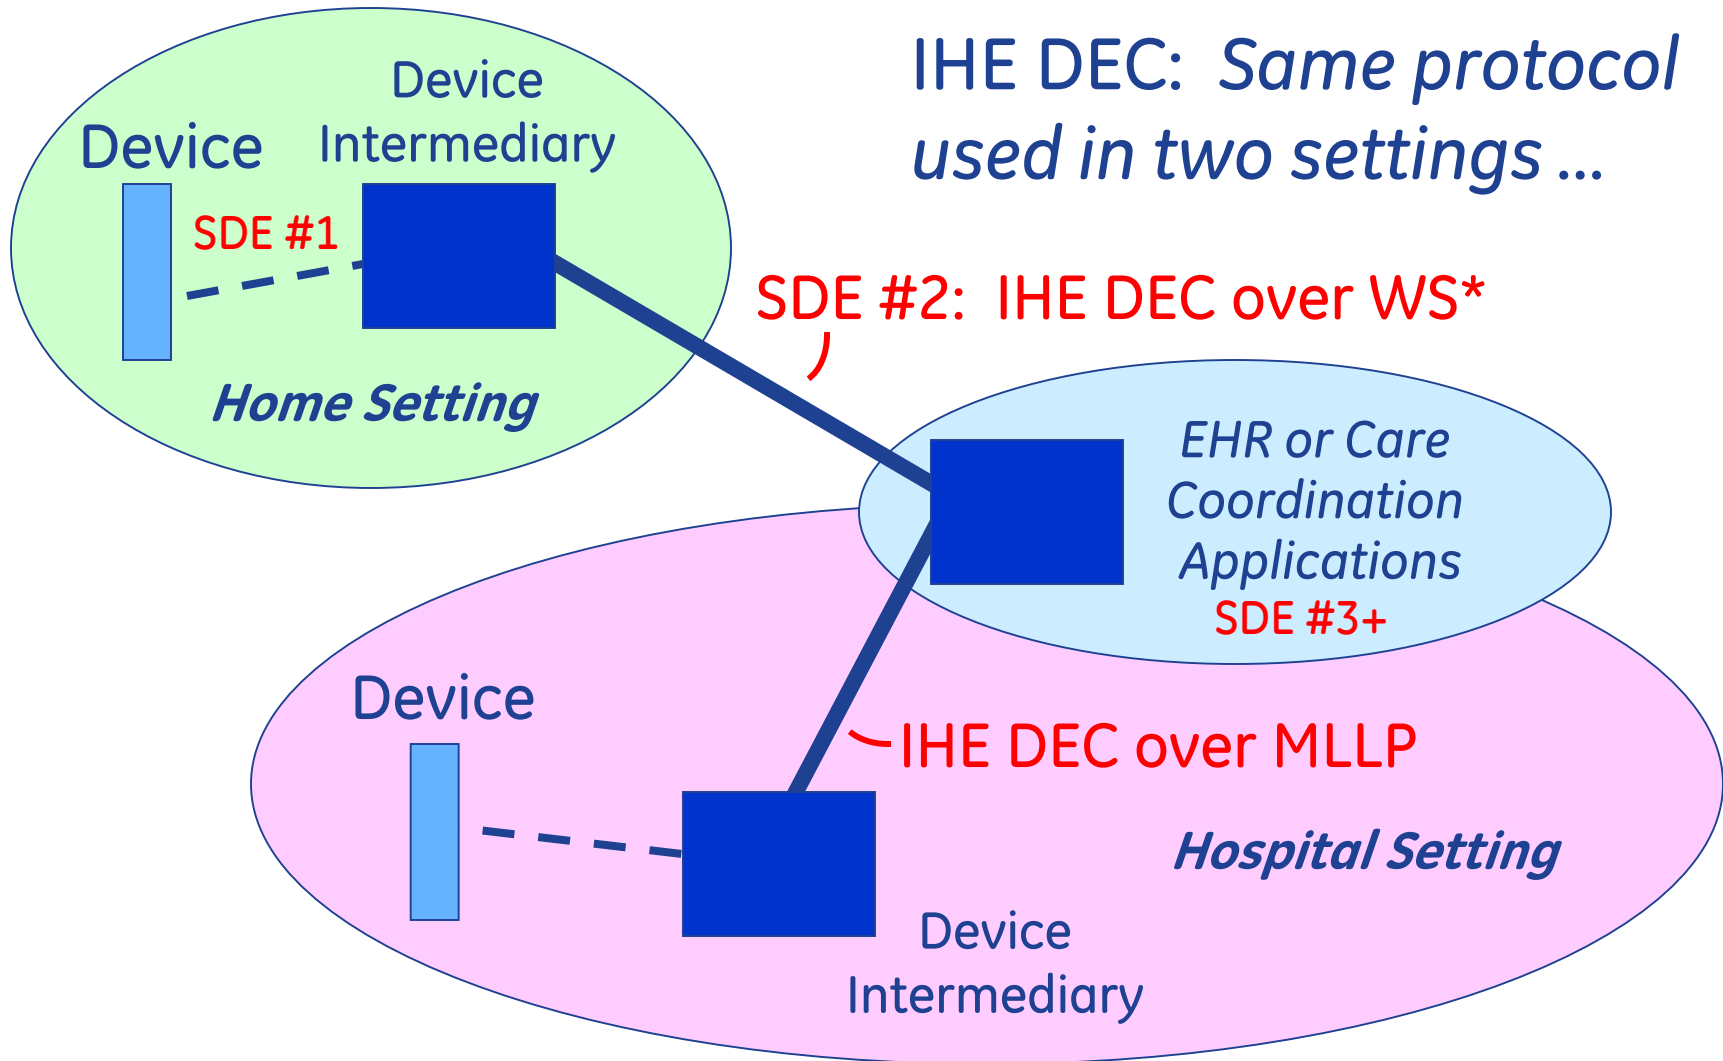 IHE DEC: Same protocol
used in two settings ...
Device
Intermediary
Device
SDE #1
Home Setting
SDE #2: IHE DEC over WS*
EHR or Care
Coordination
Applications
SDE #3+
Device
IHE DEC over MLLP
Hospital Setting
Device
Intermediary